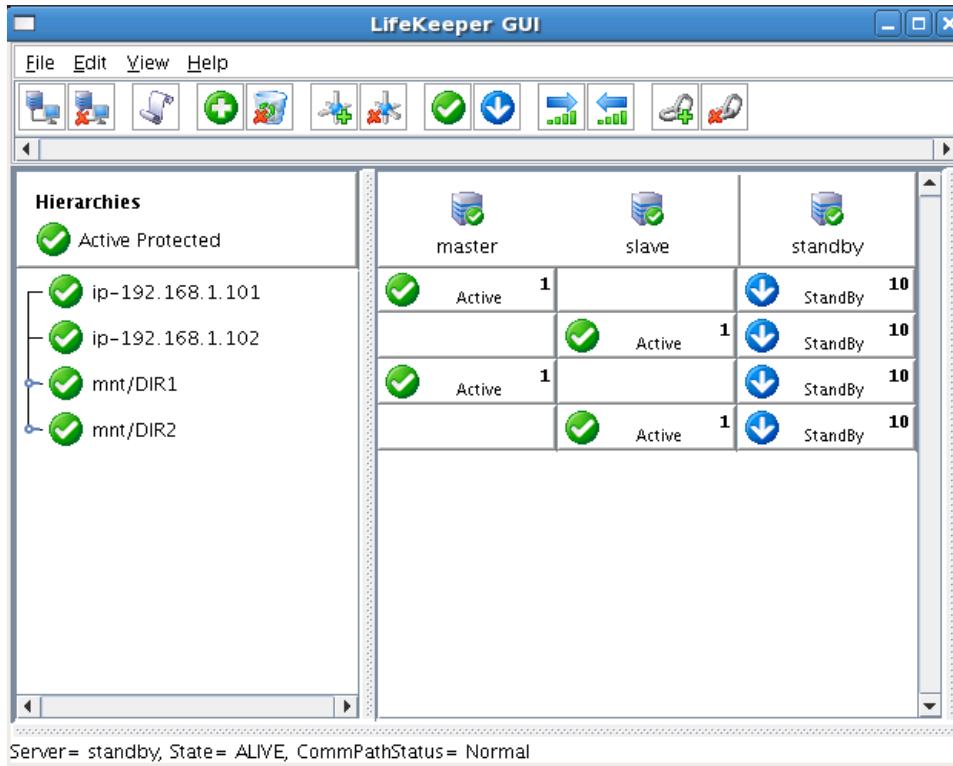 LifeKeeper GUI
File Edit View Help
Hierarchies
Active Protected
master slave standby
ip-192.168.1.101 Active 1 StandBy 10
ip-192.168.1.102 Active 1 StandBy 10
mnt/DIR1 Active 1 StandBy 10
mnt/DIR2 Active 1 StandBy 10
Server= standby, State= ALIVE, CommPathStatus= Normal